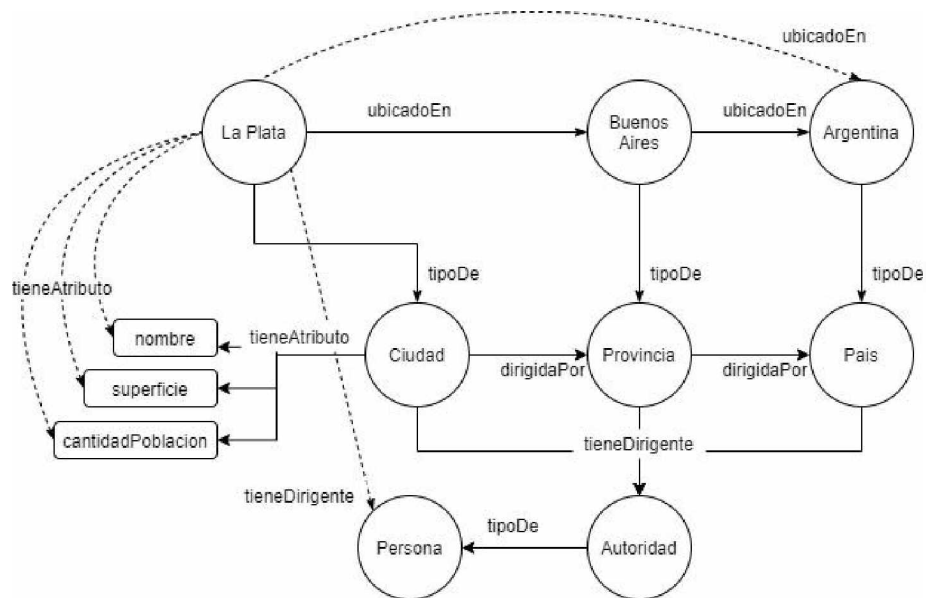 ubicadoEn
La Plata
ubicadoEn
Buenos
Aires
ubicadoEn
Argentina
tipoDe
tipoDe
tipoDe
tieneAtributo
nombre
tieneAtributo
Ciudad
dirigidaPor
Provincia
dirigidaPor
Pais
superficie
cantidadPoblacion
tieneDirigente
tieneDirigente
tipoDe
Persona
Autoridad